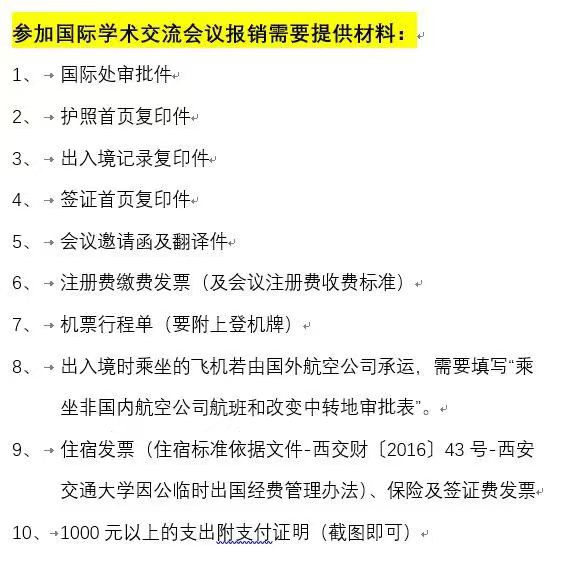 参加国际学术交流会议报销需要提供材料：
1、国际处审批件
2、护照首页复印件
3、出入境记录复印件
4、签证首页复印件
5、会议邀请函及翻译件
6、注册费缴费发票（及会议注册费收费标准）
7、机票行程单（要附上登机牌）
8、出入境时乘坐的飞机若由国外航空公司承运，需要填写“乘
坐非国内航空公司航班和改变中转地审批表”。
9、住宿发票（住宿标准依据文件-西交财〔2016〕43 号-西安
交通大学因公临时出国经费管理办法）、保险及签证费发票
10、1000 元以上的支出附支付证明（截图即可）